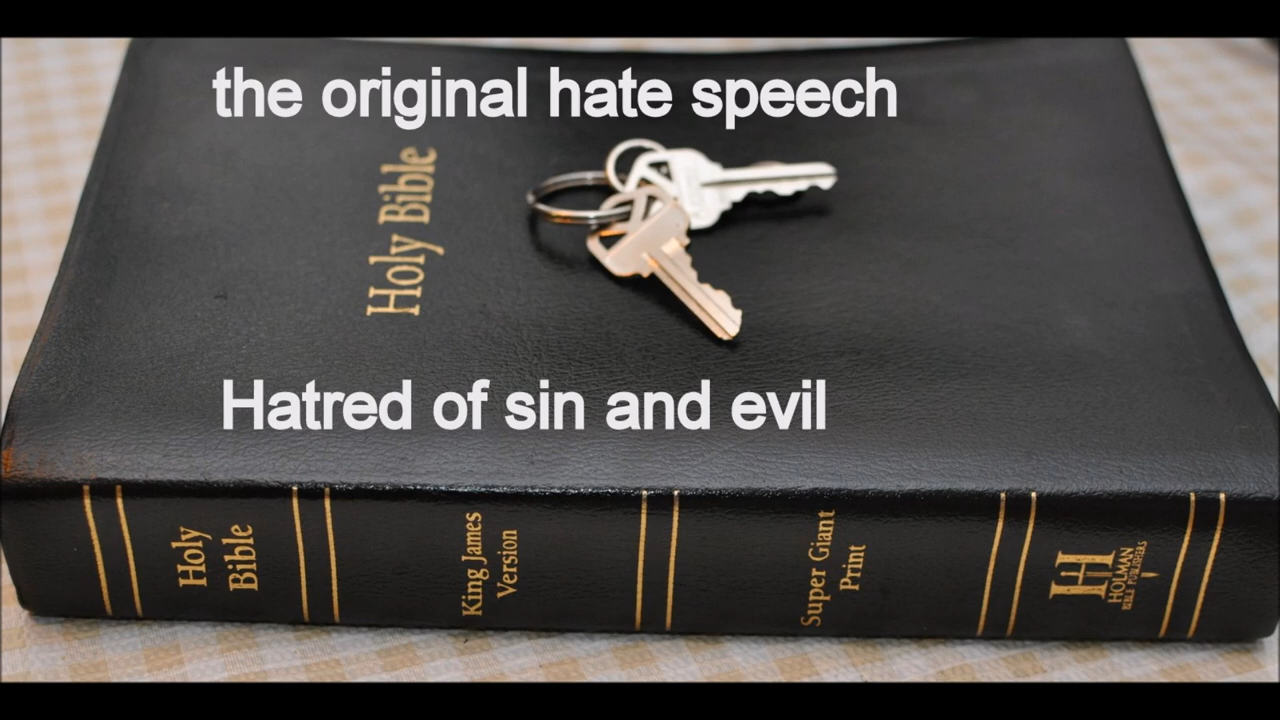 the original hate speech
Holy Bible
Hatred of sin and evil
Holy
Bible
King James
Version
Super Giant
Print
HOLMAN
BIBLE PUBLISHERS